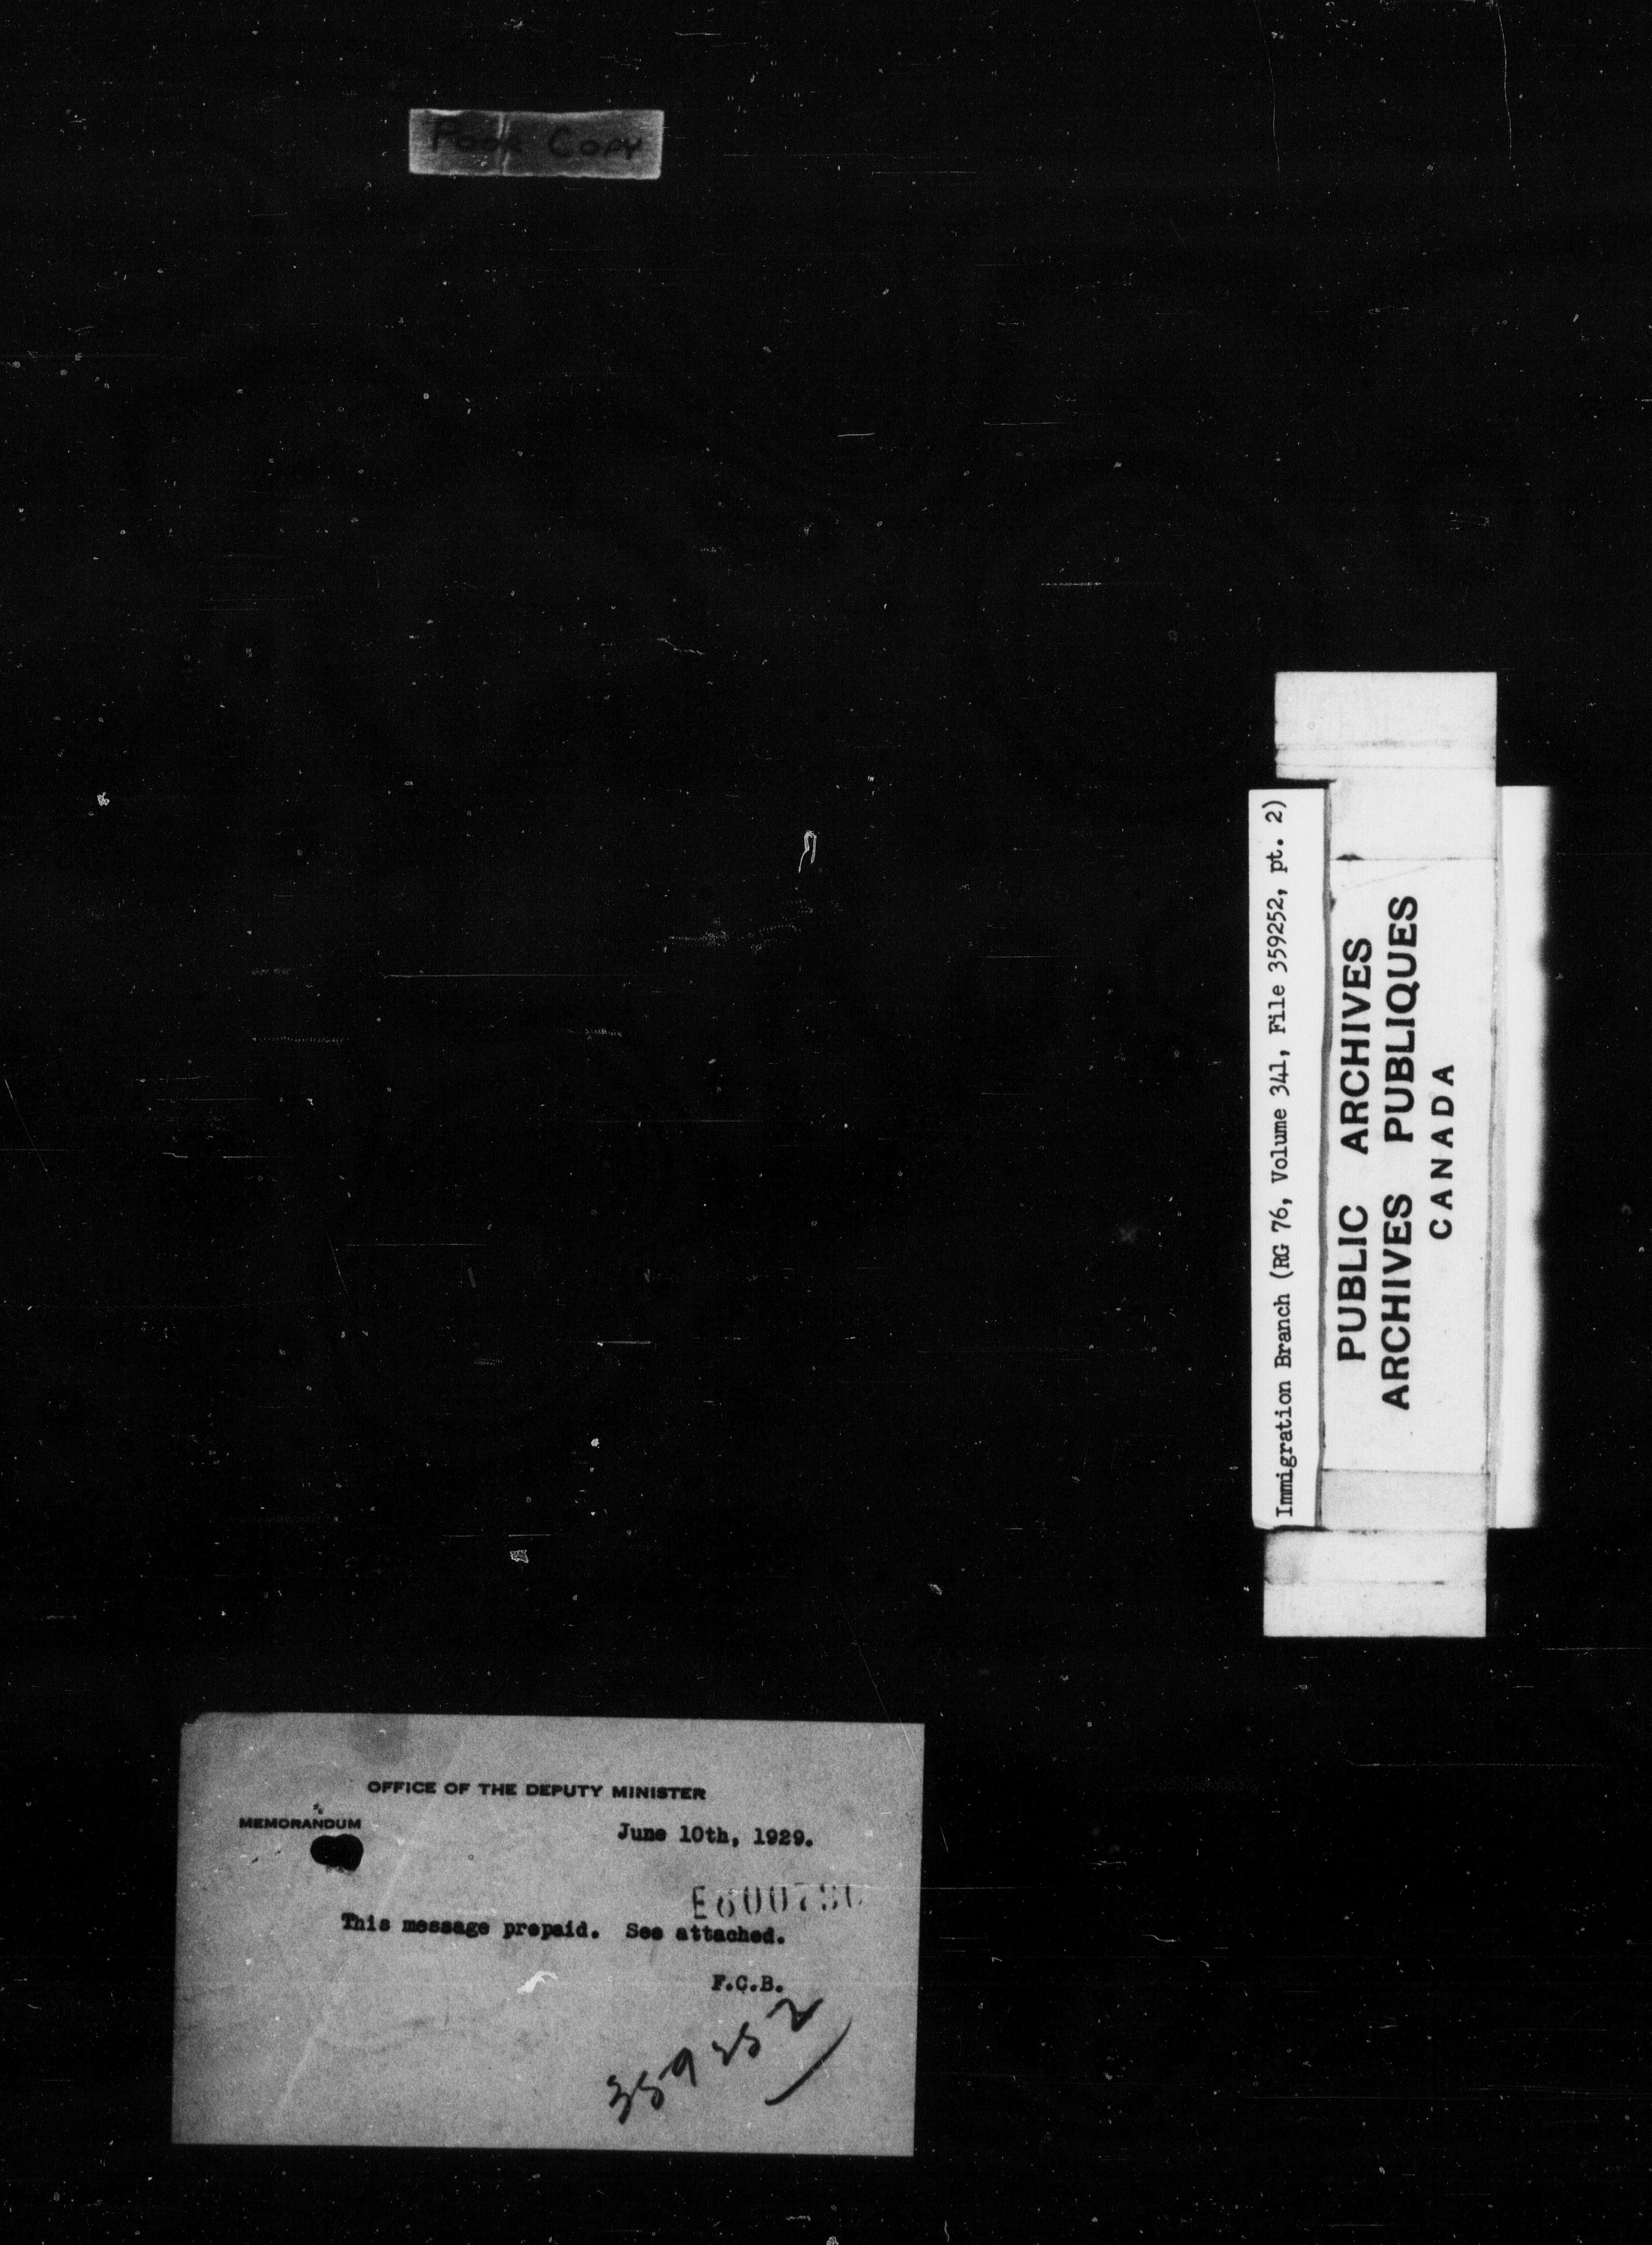 Poor Copy
Immigration Branch (RG 76, Volume 341, File 359252, pt. 2)
PUBLIC ARCHIVES
ARCHIVES PUBLIQUES
CANADA
OFFICE OF THE DEPUTY MINISTER
MEMORANDUM
June 10th, 1929.
This message prepaid. See attached.
F.C.B.
359252